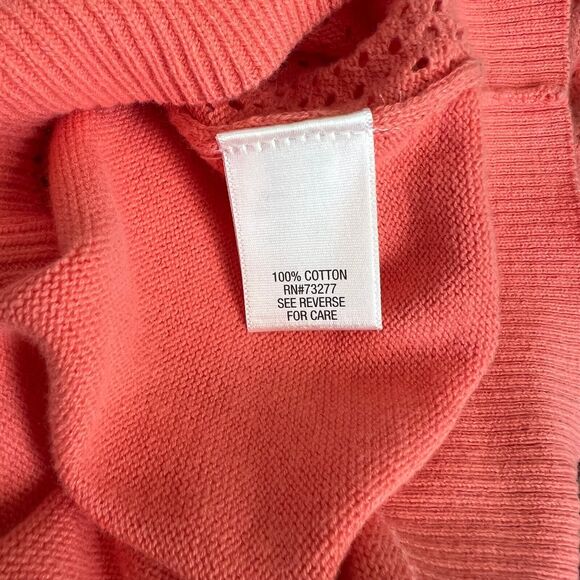 100% COTTON
RN#73277
SEE REVERSE
FOR CARE